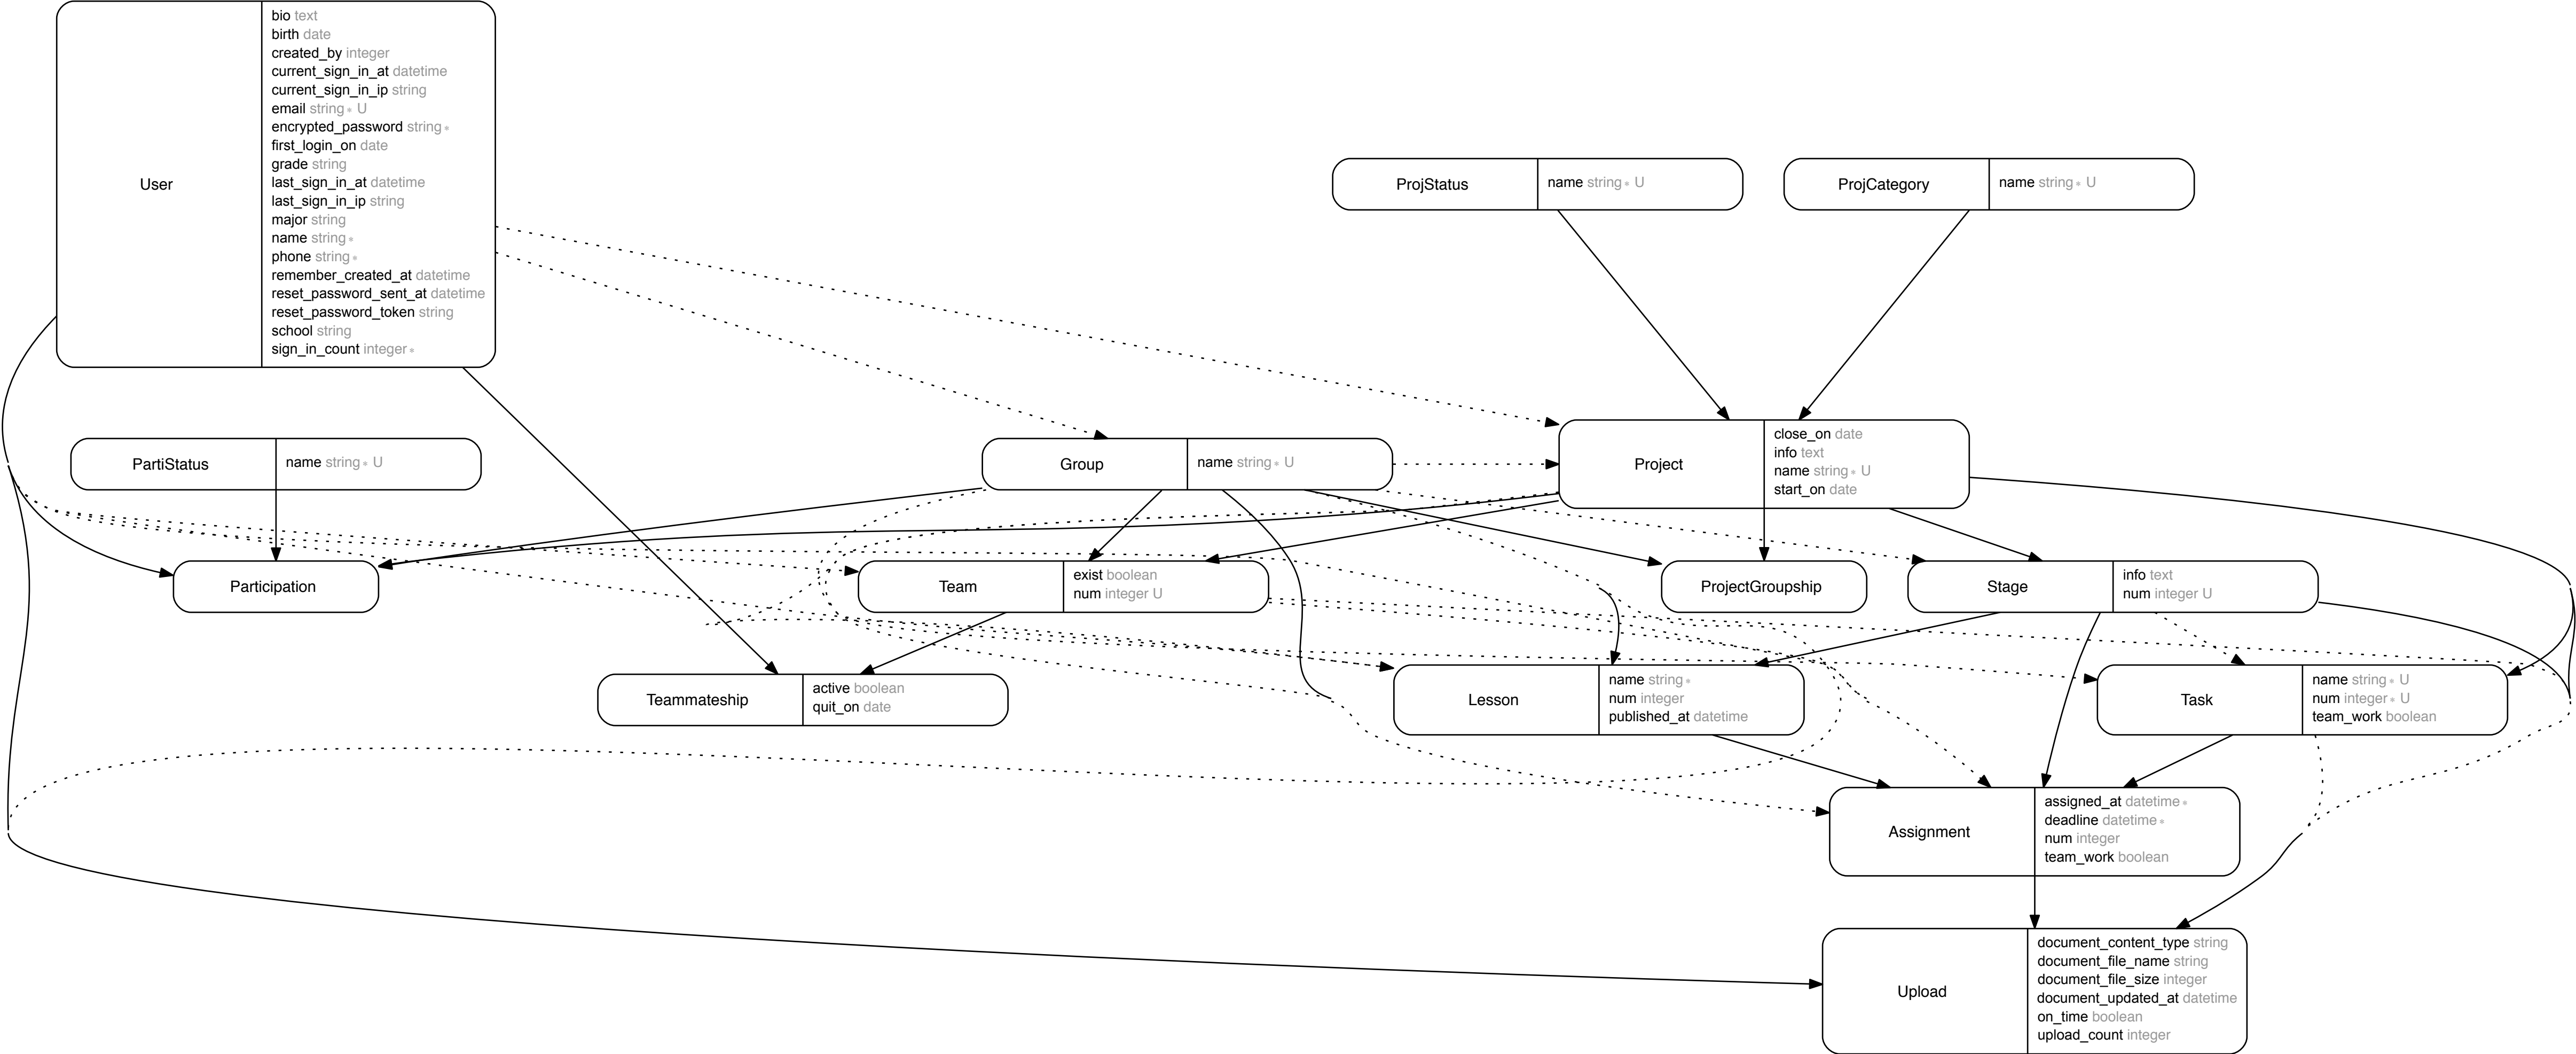 User
bio text
birth date
created_by integer
current_sign_in_at datetime
current_sign_in_ip string
email string∗ U
encrypted_password string∗
first_login_on date
grade string
last_sign_in_at datetime
last_sign_in_ip string
major string
name string∗
phone string∗
remember_created_at datetime
reset_password_sent_at datetime
reset_password_token string
school string
sign_in_count integer∗
ProjStatus
name string∗ U
ProjCategory
name string∗ U
PartiStatus
name string∗ U
Group
name string∗ U
Project
close_on date
info text
name string∗ U
start_on date
Participation
Team
exist boolean
num integer U
ProjectGroupship
Stage
info text
num integer U
Teammateship
active boolean
quit_on date
Lesson
name string∗
num integer
published_at datetime
Task
name string∗ U
num integer∗ U
team_work boolean
Assignment
assigned_at datetime∗
deadline datetime∗
num integer
team_work boolean
Upload
document_content_type string
document_file_name string
document_file_size integer
document_updated_at datetime
on_time boolean
upload_count integer